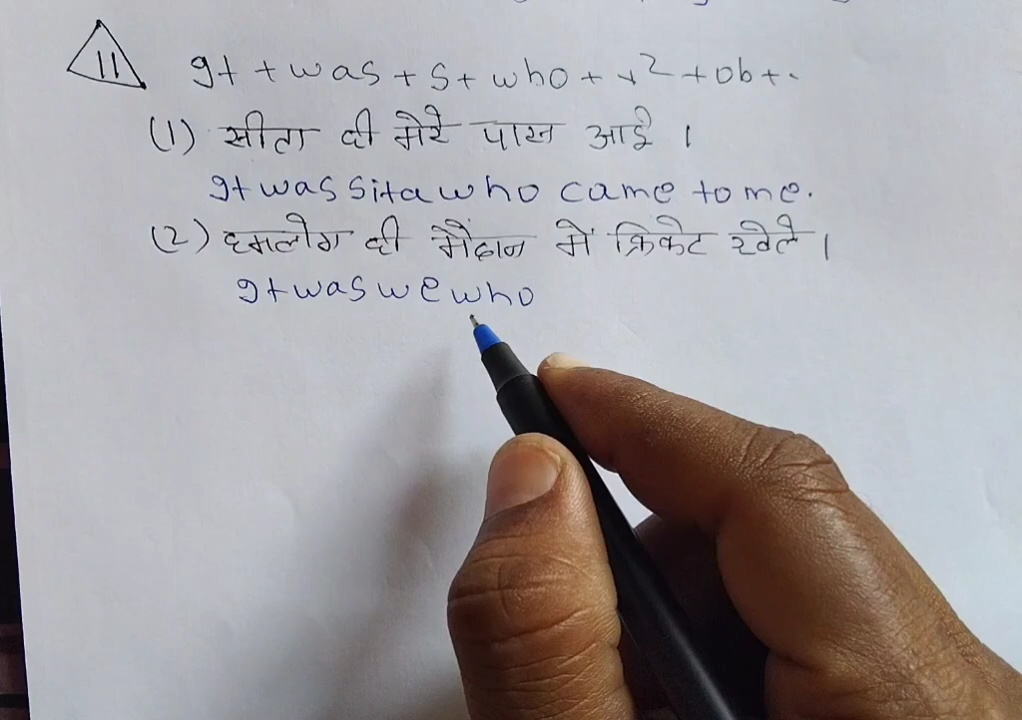 11 It + was + S + who + v2 + ob + .
(1) सीता ही मेरे पास आई ।
It was Sita who came to me.
(2) हमलोग ही मैदान में क्रिकेट खेले ।
It was we who